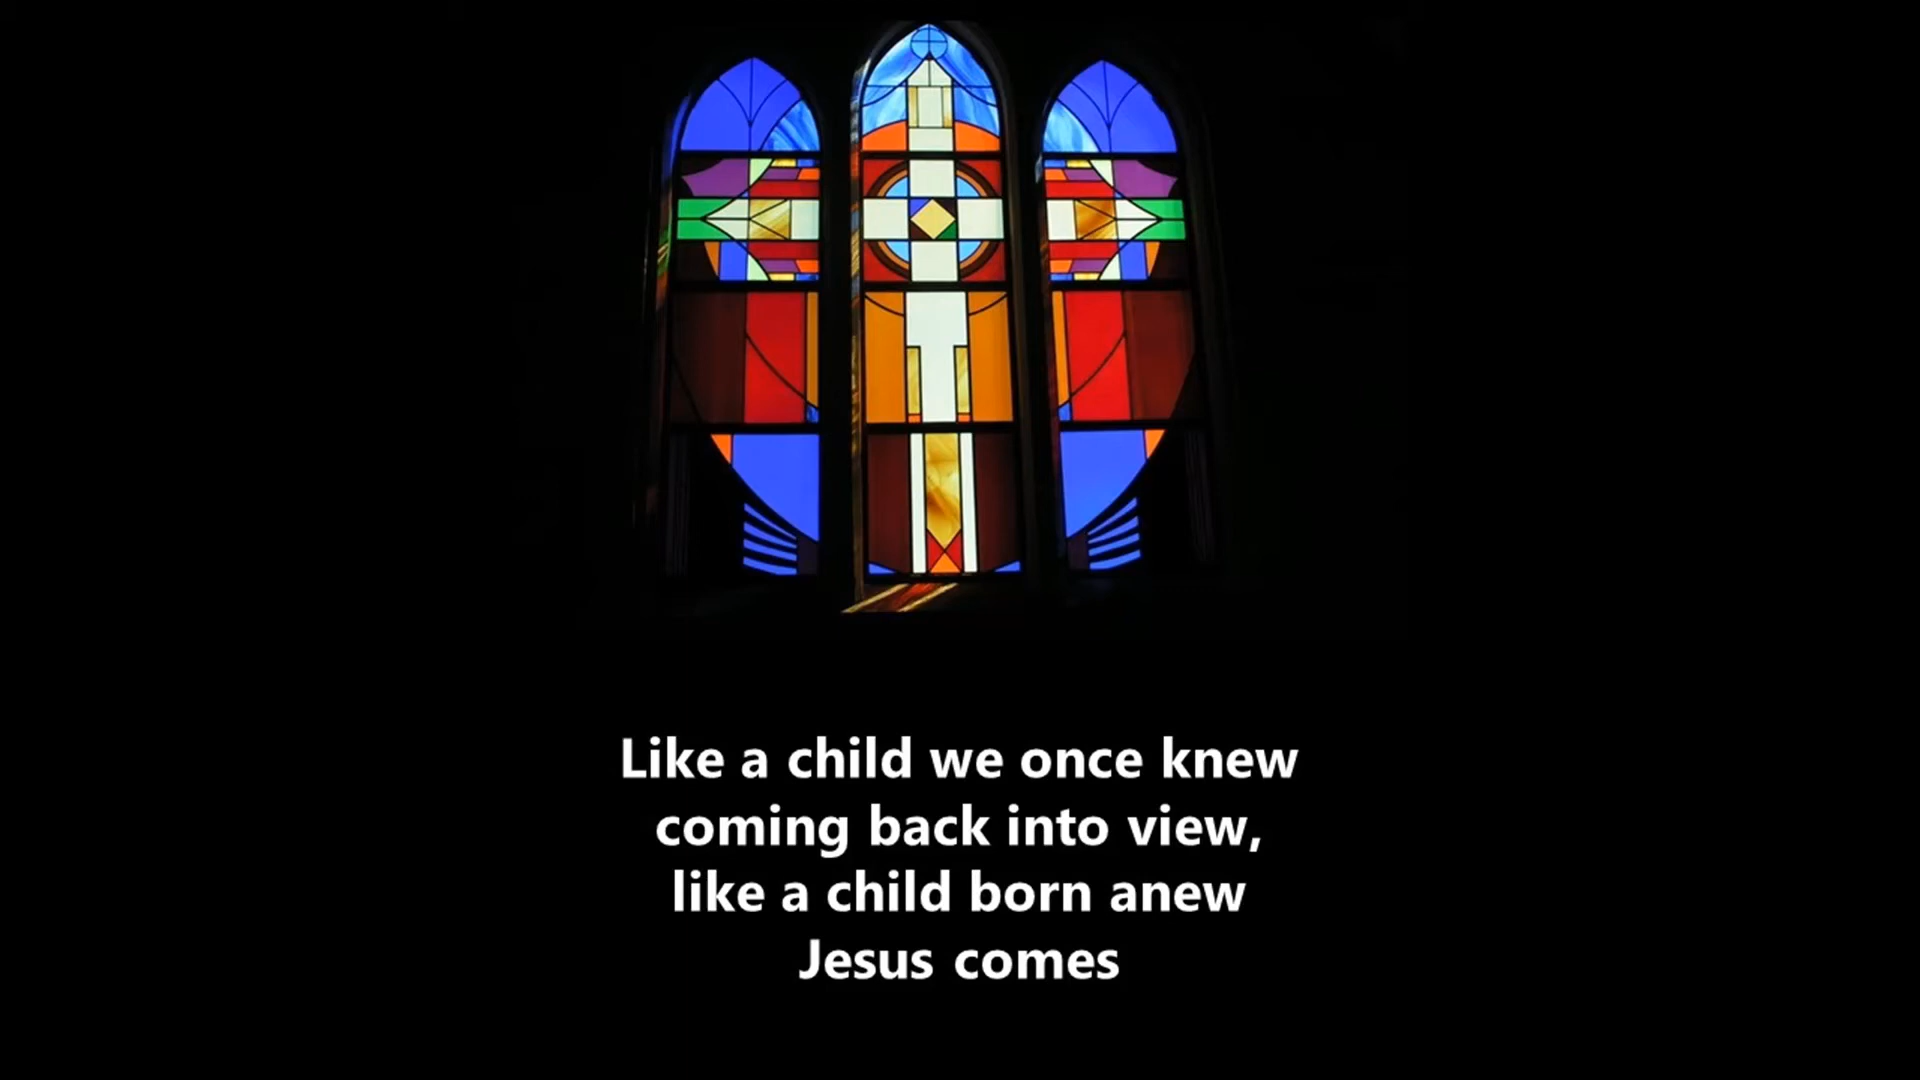 Like a child we once knew
coming back into view,
like a child born anew
Jesus comes